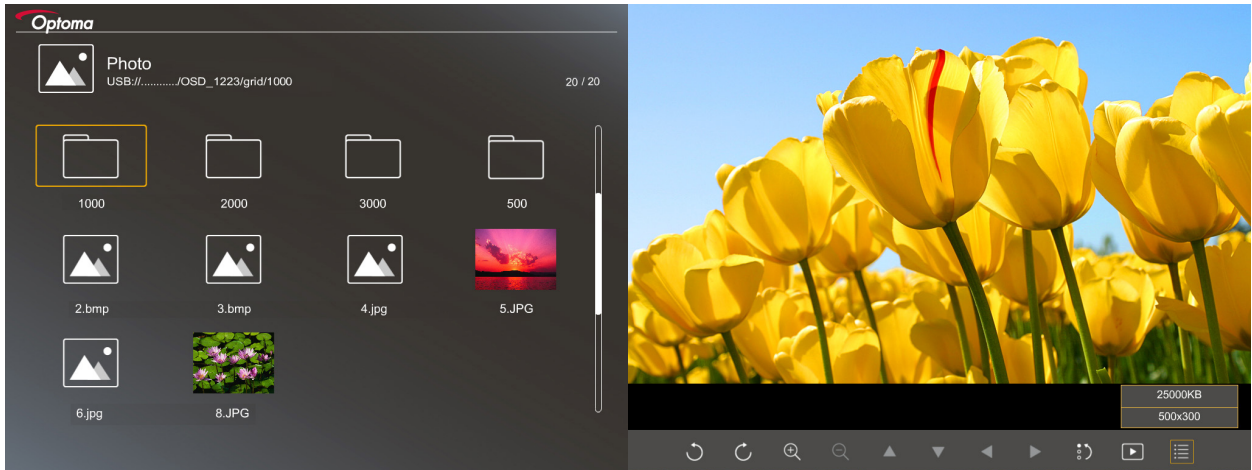 Optoma
Photo
USB://.........../OSD_1223/grid/1000
20 / 20
1000
2000
3000
500
2.bmp
3.bmp
4.jpg
5.JPG
6.jpg
8.JPG
25000KB
500x300